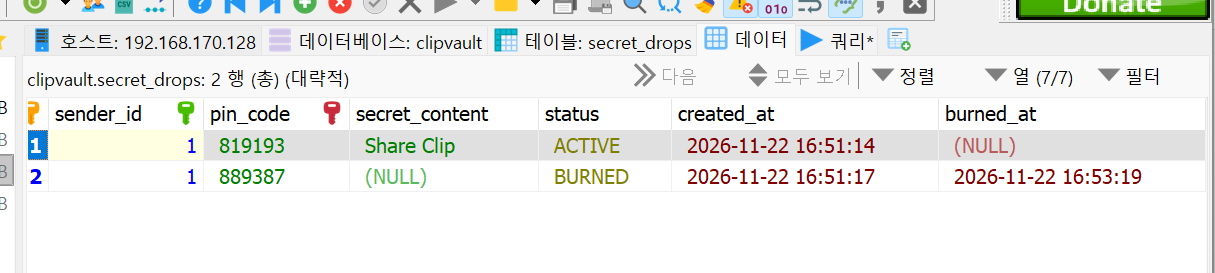 Donate
호스트: 192.168.170.128 데이터베이스: clipvault 테이블: secret_drops 데이터 쿼리*
clipvault.secret_drops: 2 행 (총) (대략적) 다음 모두 보기 정렬 열 (7/7) 필터
sender_id pin_code secret_content status created_at burned_at
1 1 819193 Share Clip ACTIVE 2026-11-22 16:51:14 (NULL)
2 1 889387 (NULL) BURNED 2026-11-22 16:51:17 2026-11-22 16:53:19